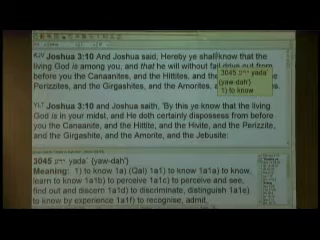 KJV Joshua 3:10 And Joshua said, Hereby ye shall know that the
living God is among you, and that he will without fail drive out from
before you the Canaanites, and the Hittites, and the
Perizzites, and the Girgashites, and the Amorites, a
3045 yada'
{yaw-dah'}
1) to know
YLT Joshua 3:10 and Joshua saith, 'By this ye know that the living
God is in your midst, and He doth certainly dispossess from before
you the Canaanite, and the Hittite, and the Hivite, and the Perizzite,
and the Girgashite, and the Amorite, and the Jebusite:
3045 yada' {yaw-dah'}
Meaning: 1) to know 1a) (Qal) 1a1) to know 1a1a) to know,
learn to know 1a1b) to perceive 1a1c) to perceive and see,
find out and discern 1a1d) to discriminate, distinguish 1a1e)
to know by experience 1a1f) to recognise, admit,